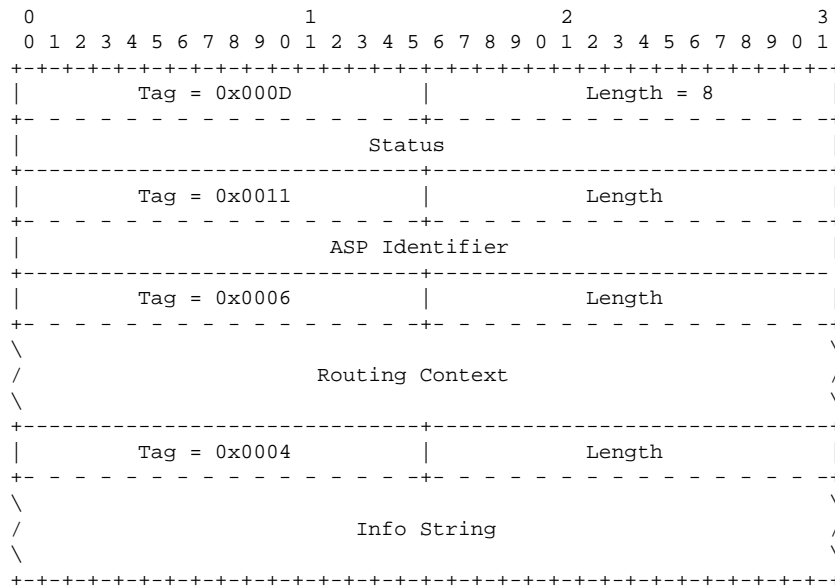 0                   1                   2                   3
0 1 2 3 4 5 6 7 8 9 0 1 2 3 4 5 6 7 8 9 0 1 2 3 4 5 6 7 8 9 0 1
+-+-+-+-+-+-+-+-+-+-+-+-+-+-+-+-+-+-+-+-+-+-+-+-+-+-+-+-+-+-+-+-+
| Tag = 0x000D | Length = 8 |
+- - - - - - - - - - - - - - - -+- - - - - - - - - - - - - - - -+
| Status |
+-------------------------------+-------------------------------+
| Tag = 0x0011 | Length |
+- - - - - - - - - - - - - - - -+- - - - - - - - - - - - - - - -+
| ASP Identifier |
+-------------------------------+-------------------------------
| Tag = 0x0006 | Length |
+- - - - - - - - - - - - - - - -+- - - - - - - - - - - - - - - -+
\ \
/ Routing Context /
\ \
+-------------------------------+-------------------------------+
| Tag = 0x0004 | Length |
+- - - - - - - - - - - - - - - -+- - - - - - - - - - - - - - - -+
\ \
/ Info String /
\ \
+-+-+-+-+-+-+-+-+-+-+-+-+-+-+-+-+-+-+-+-+-+-+-+-+-+-+-+-+-+-+-+-+